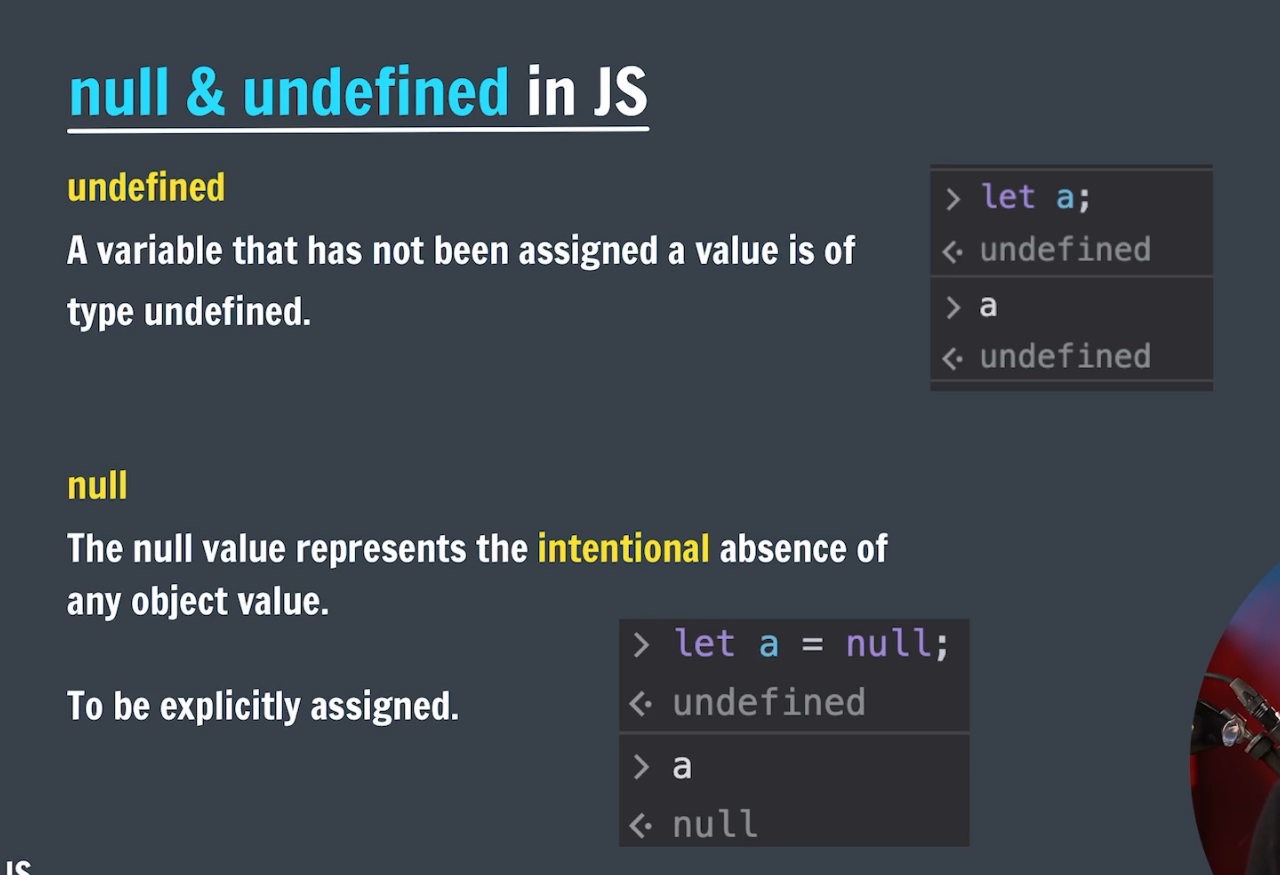 null & undefined in JS
undefined
A variable that has not been assigned a value is of
type undefined.
> let a;
<· undefined
> a
<· undefined
null
The null value represents the intentional absence of
any object value.
To be explicitly assigned.
> let a = null;
<· undefined
> a
<· null
JS